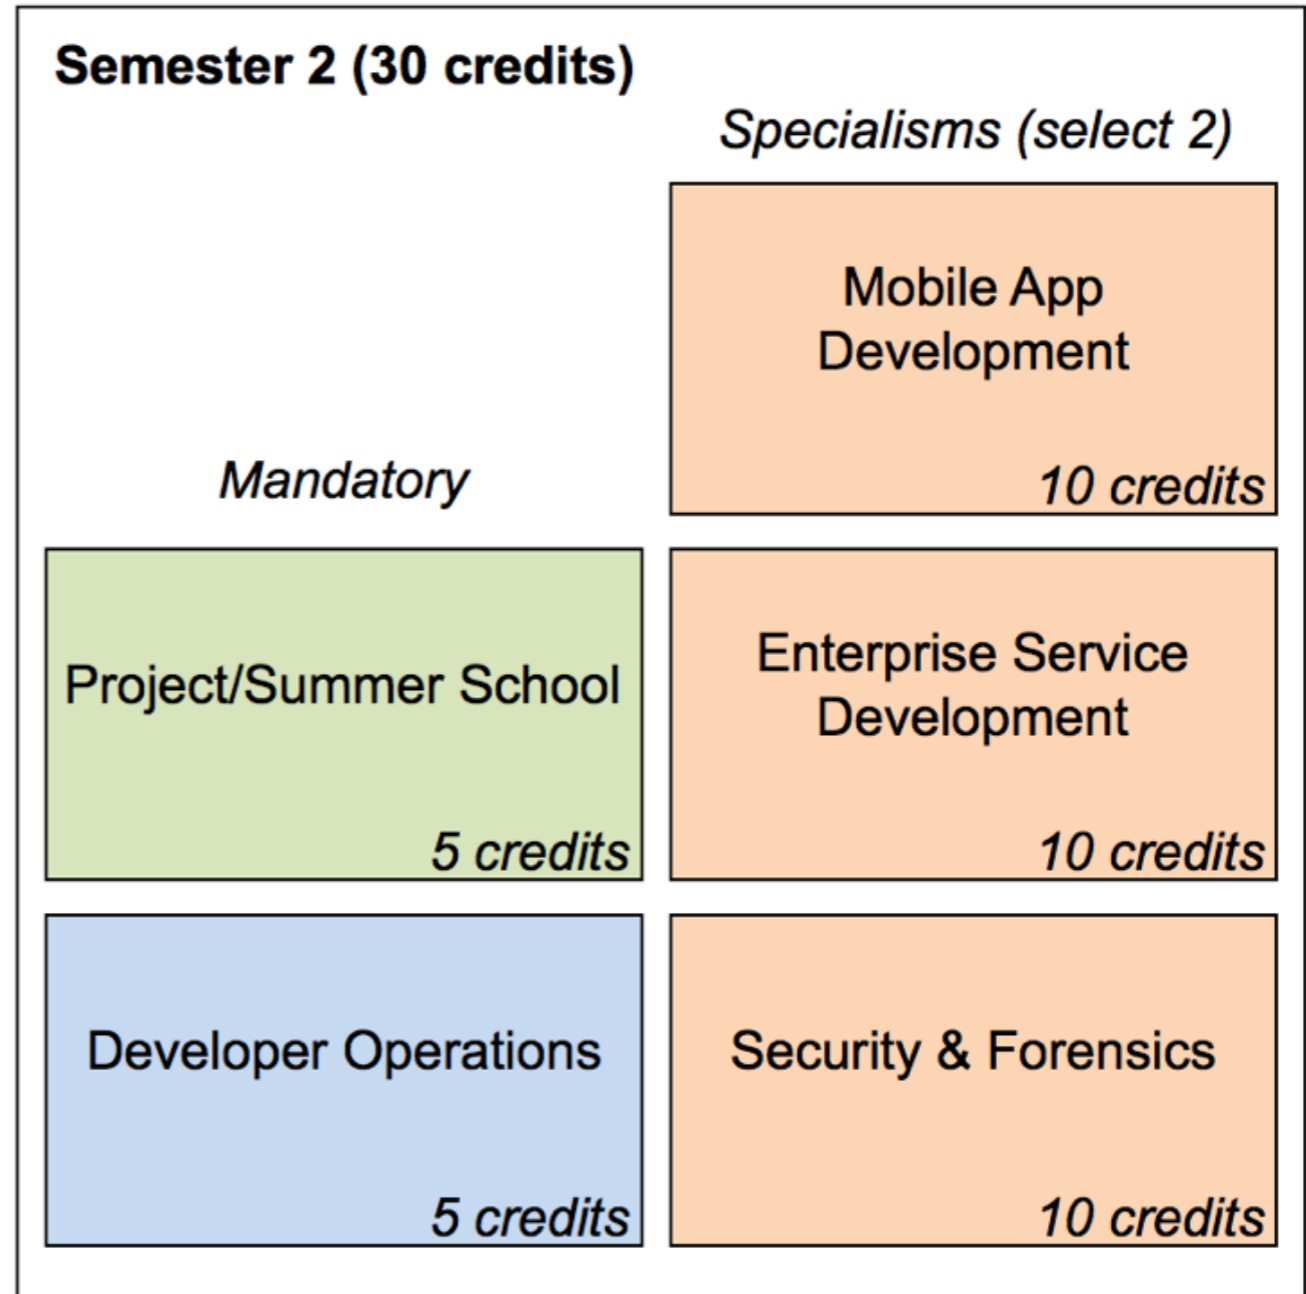 Semester 2 (30 credits)
Specialisms (select 2)
Mobile App
Development
10 credits
Mandatory
Project/Summer School
5 credits
Enterprise Service
Development
10 credits
Developer Operations
5 credits
Security & Forensics
10 credits